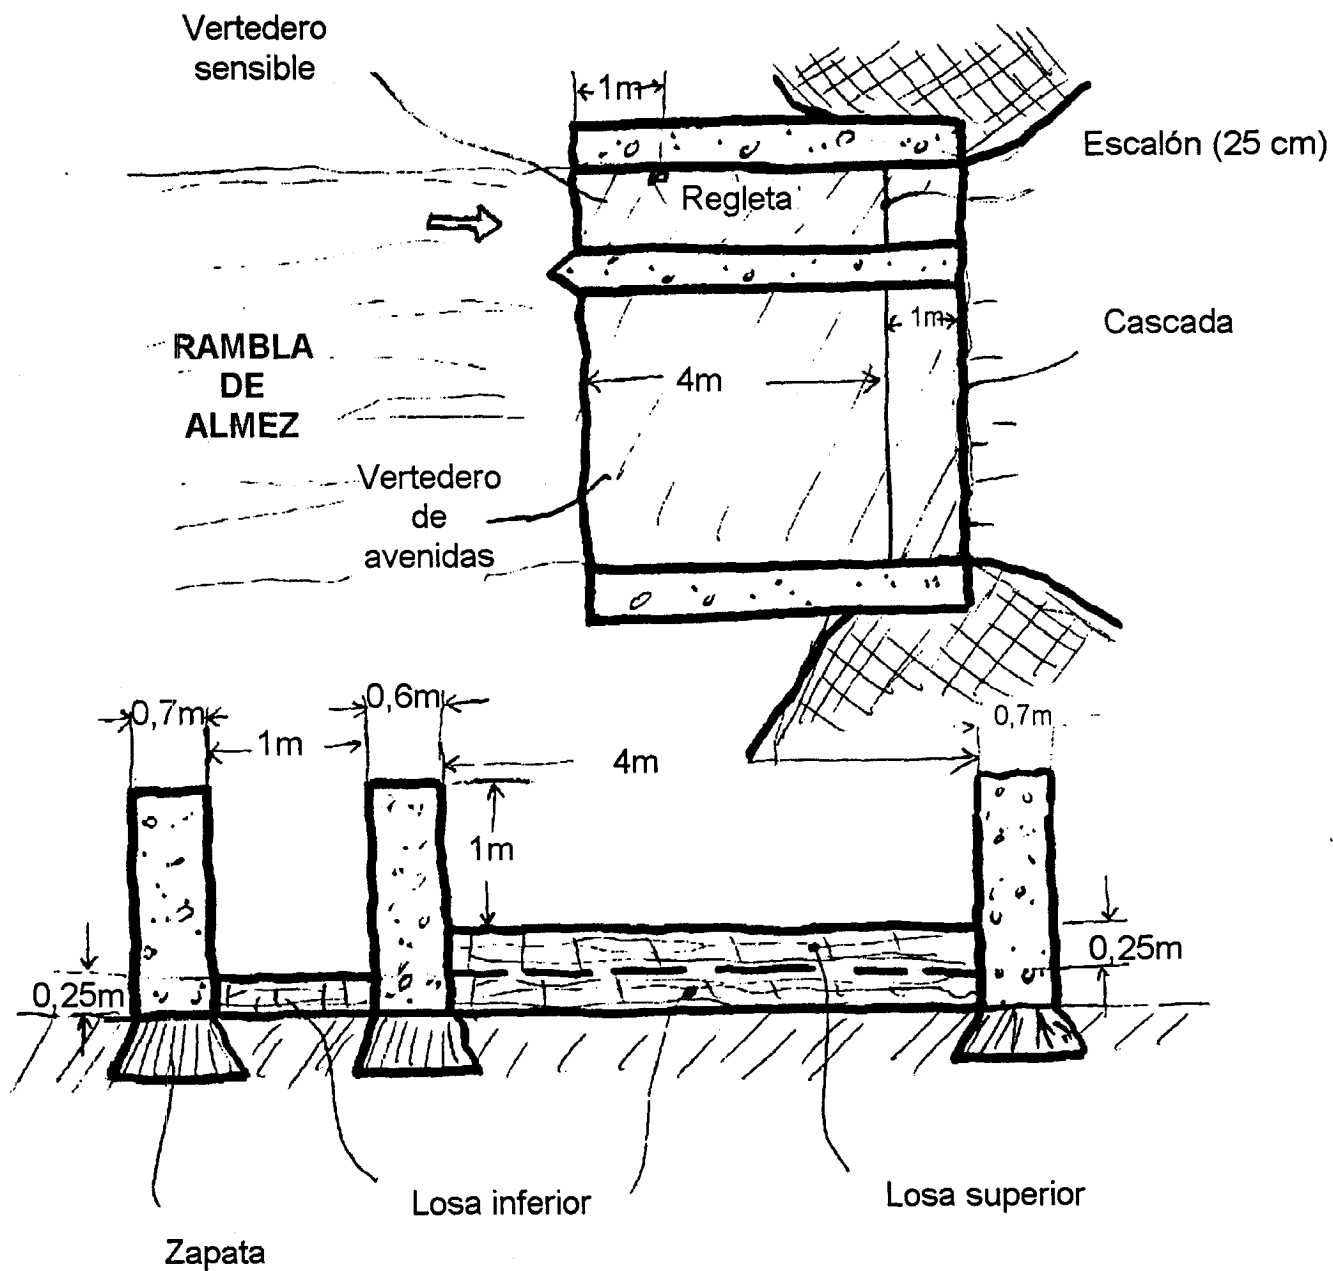 Vertedero
sensible
1m
Escalón (25 cm)
Regleta
1m
Cascada
RAMBLA
DE
ALMEZ
4m
Vertedero
de
avenidas
0,7m
0,6m
0,7m
1m
4m
1m
0,25m
0,25m
Losa inferior
Losa superior
Zapata